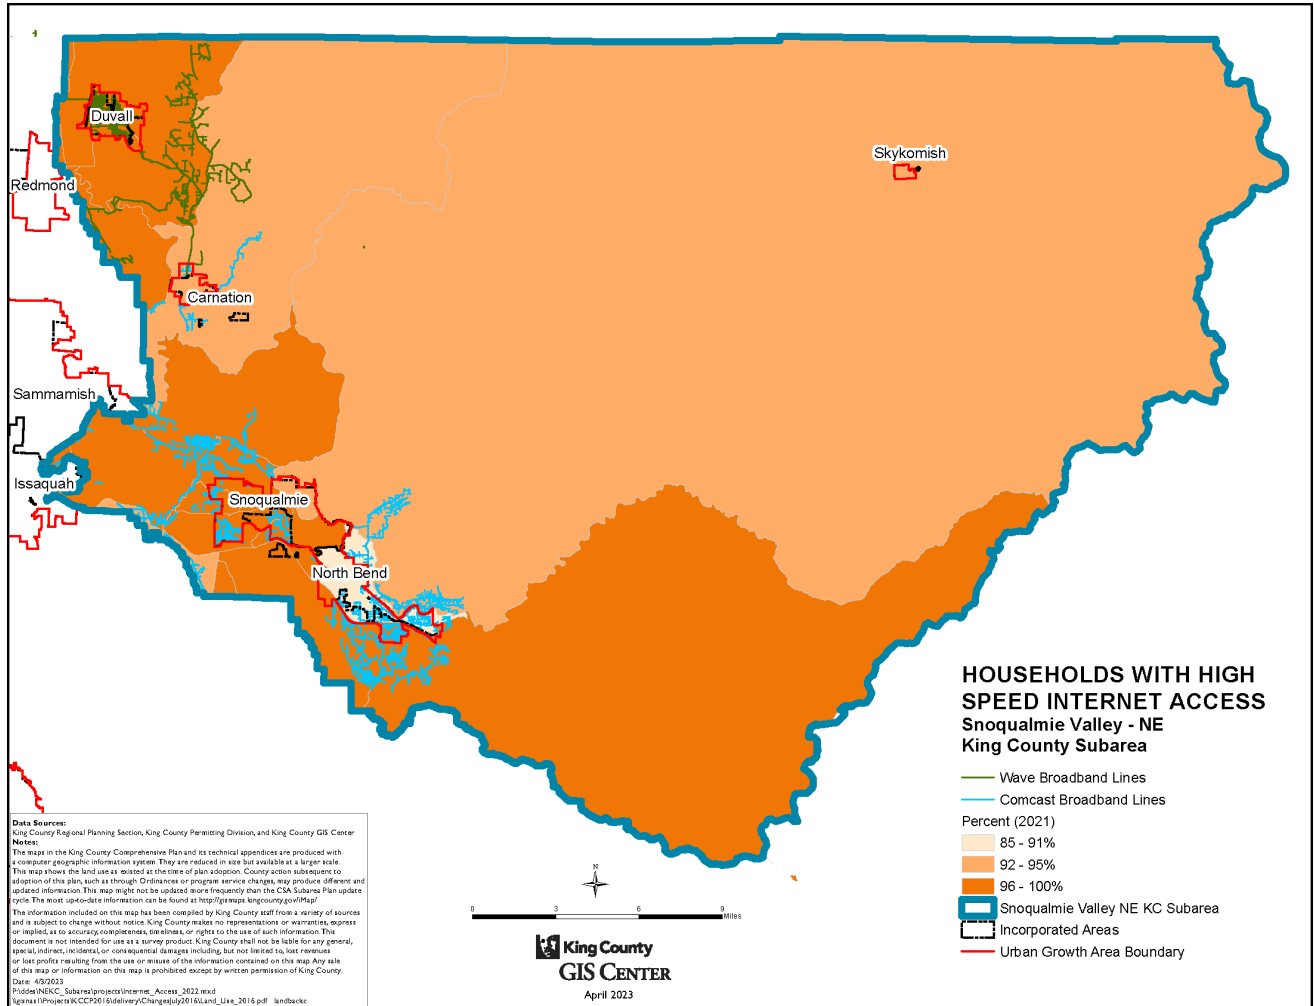 Duvall
Redmond
Skykomish
Carnation
Sammamish
Issaquah
Snoqualmie
North Bend
HOUSEHOLDS WITH HIGH
SPEED INTERNET ACCESS
Snoqualmie Valley - NE
King County Subarea
Wave Broadband Lines
Comcast Broadband Lines
Percent (2021)
85 - 91%
92 - 95%
96 - 100%
Snoqualmie Valley NE KC Subarea
Incorporated Areas
Urban Growth Area Boundary
Data Sources:
King County Regional Planning Section, King County Permitting Division, and King County GIS Center
Notes:
The maps in the King County Comprehensive Plan and its technical appendices are produced with
a computer geographic information system. They are reduced in size but available at a larger scale.
This map shows the land use as existed at the time of plan adoption. County action subsequent to
adoption of this plan, such as through Ordinances or program service changes, may produce different and
updated information. This map might not be updated more frequently than the CSA Subarea Plan update
cycle. The most up-to-date information can be found at http://gismaps.kingcounty.gov/iMap/
The information included on this map has been compiled by King County staff from a variety of sources
and is subject to change without notice. King County makes no representations or warranties, express
or implied, as to accuracy, completeness, timeliness, or rights to the use of such information. This
document is not intended for use as a survey product. King County shall not be liable for any general,
special, indirect, incidental, or consequential damages including, but not limited to, lost revenues
or lost profits resulting from the use or misuse of the information contained on this map. Any sale
of this map or information on this map is prohibited except by written permission of King County.
Date: 4/3/2023
P:\ddes\NEKC_Subarea\projects\Internet_Access_2022.mxd
\\gisnas1\Projects\KCCP2016\delivery\ChangesJuly2016\Land_Use_2016.pdf landbackc
N
0 3 6 9
Miles
King County
GIS CENTER
April 2023